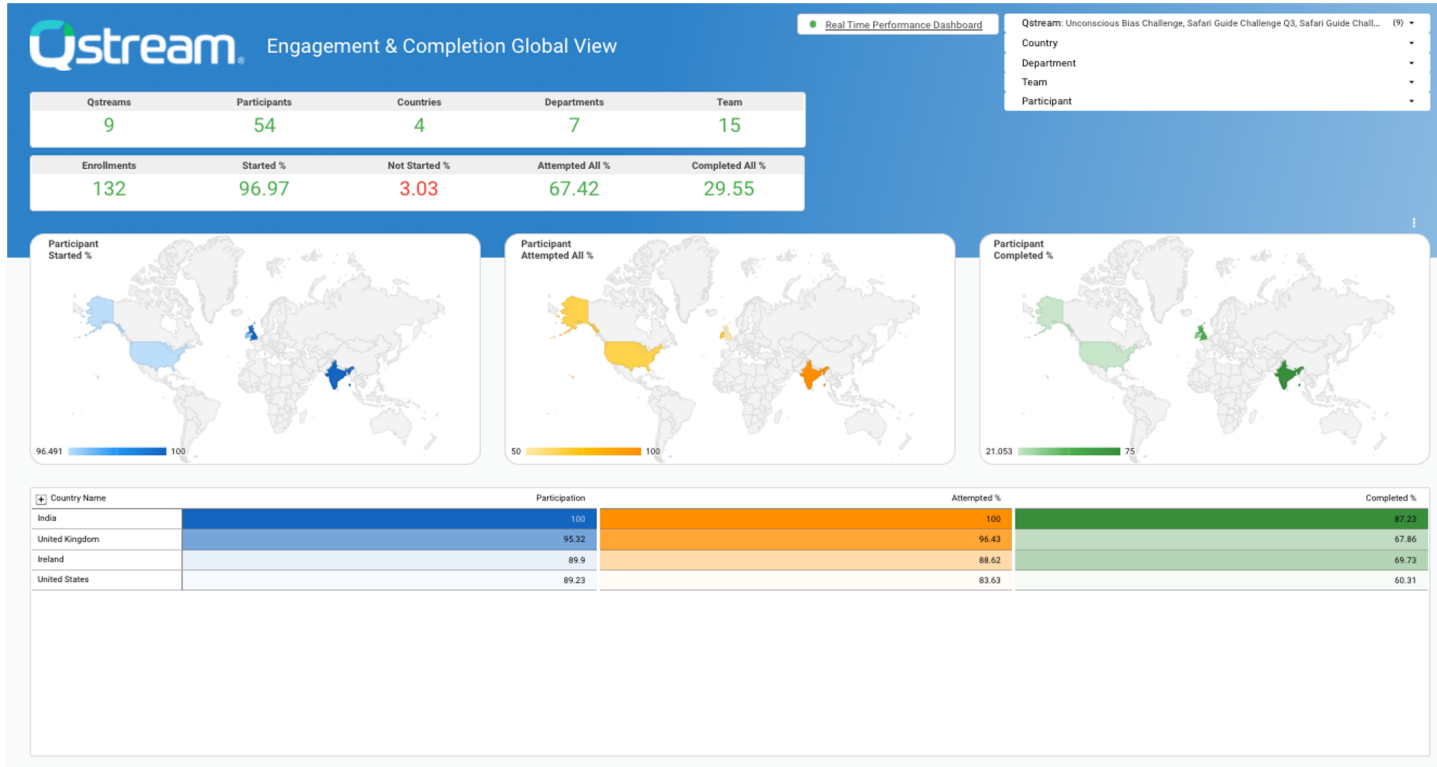 Qstream®
Engagement & Completion Global View
Real Time Performance Dashboard
Qstream: Unconscious Bias Challenge, Safari Guide Challenge Q3, Safari Guide Chall... (9)
Country
Department
Team
Participant
Qstreams Participants Countries Departments Team
9 54 4 7 15
Enrollments Started % Not Started % Attempted All % Completed All %
132 96.97 3.03 67.42 29.55
Participant
Started %
96.491 100
Participant
Attempted All %
50 100
Participant
Completed %
21.053 75
Country Name Participation Attempted % Completed %
India 100 100 87.23
United Kingdom 95.32 96.43 67.86
Ireland 89.9 88.62 69.73
United States 89.23 83.63 60.31